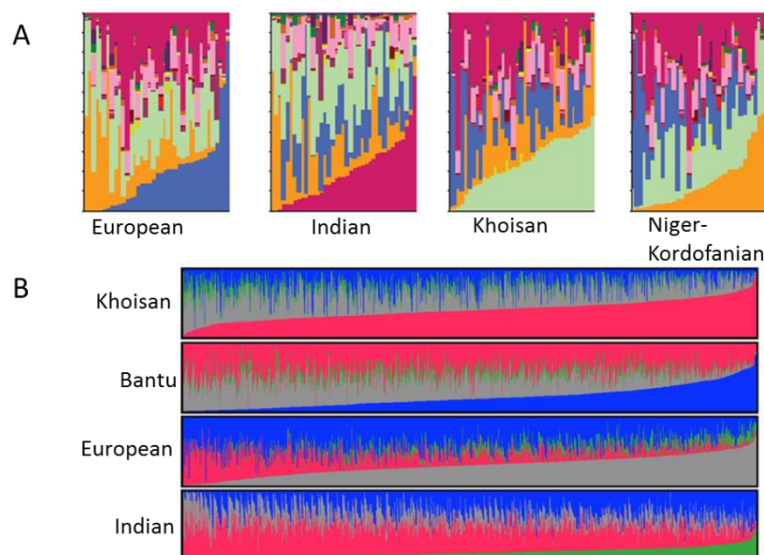 A
European
Indian
Khoisan
Niger-
Kordofanian
B
Khoisan
Bantu
European
Indian